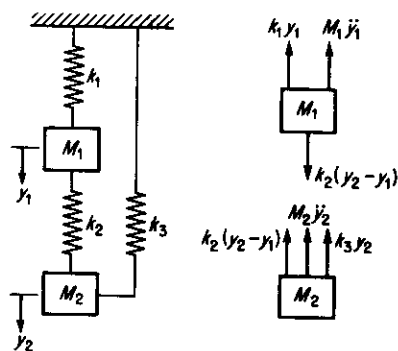 k₁
M₁
y₁
k₂
k₃
M₂
y₂
k₁y₁
M₁ÿ₁
M₁
k₂(y₂-y₁)
M₂ÿ₂
k₂(y₂-y₁)
k₃y₂
M₂